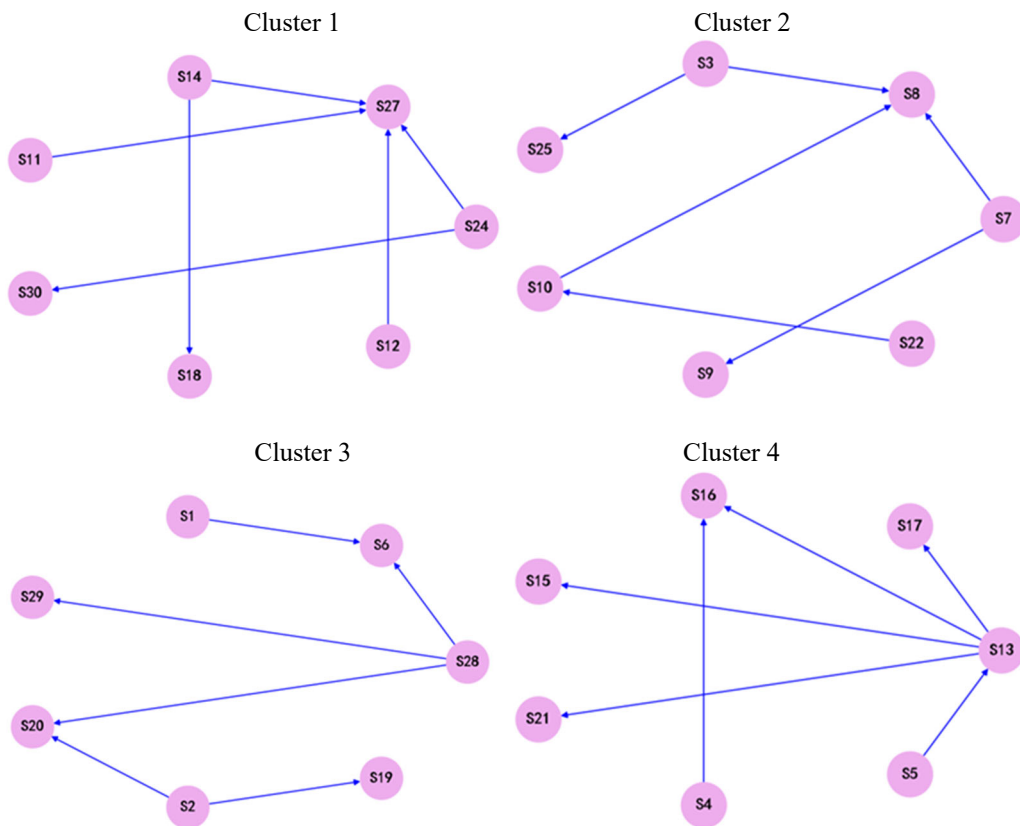 Cluster 1
S14
S27
S11
S24
S30
S12
S18
Cluster 2
S3
S8
S25
S7
S10
S22
S9
Cluster 3
S1
S6
S29
S28
S20
S19
S2
Cluster 4
S16
S17
S15
S13
S21
S5
S4